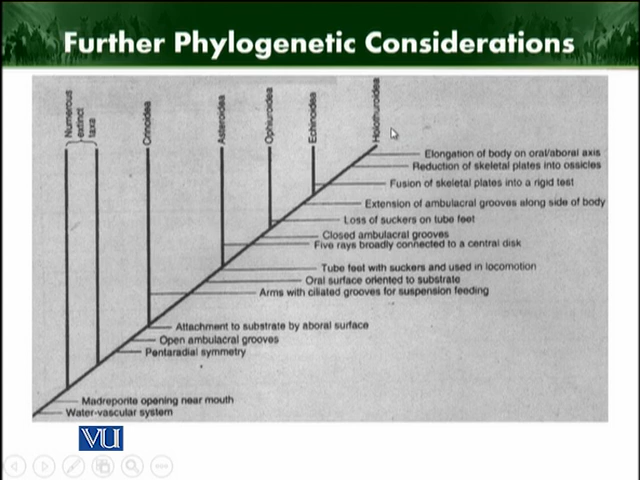 Further Phylogenetic Considerations
Numerous
extinct
taxa
Crinoidea
Asteroidea
Ophiuroidea
Echinoidea
Holothuroidea
Elongation of body on oral/aboral axis
Reduction of skeletal plates into ossicles
Fusion of skeletal plates into a rigid test
Extension of ambulacral grooves along side of body
Loss of suckers on tube feet
Closed ambulacral grooves
Five rays broadly connected to a central disk
Tube feet with suckers and used in locomotion
Oral surface oriented to substrate
Arms with ciliated grooves for suspension feeding
Attachment to substrate by aboral surface
Open ambulacral grooves
Pentaradial symmetry
Madreporite opening near mouth
Water-vascular system
VU